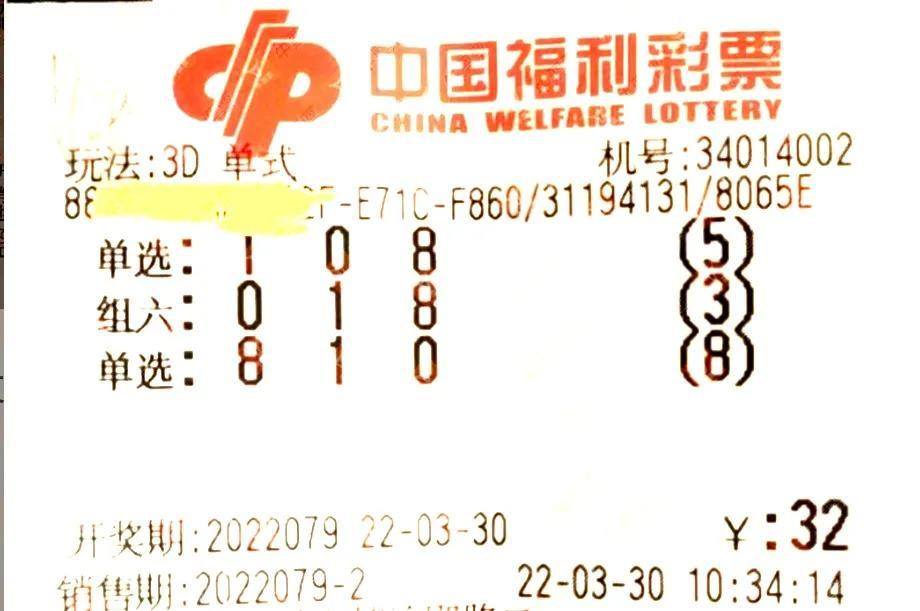 中国福利彩票
CHINA WELFARE LOTTERY
玩法:3D 单式 机号:34014002
88 2F-E71C-F860/31194131/8065E
单选: 1 0 8 (5)
组六: 0 1 8 (3)
单选: 8 1 0 (8)
开奖期:2022079 22-03-30 ¥:32
销售期:2022079-2 22-03-30 10:34:14